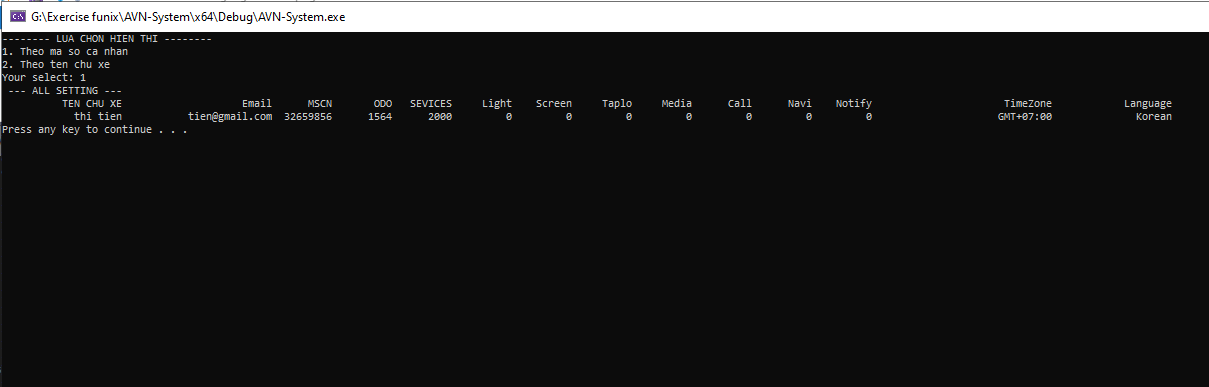 G:\Exercise funix\AVN-System\x64\Debug\AVN-System.exe
-------- LUA CHON HIEN THI --------
1. Theo ma so ca nhan
2. Theo ten chu xe
Your select: 1
--- ALL SETTING ---
TEN CHU XE Email MSCN ODO SEVICES Light Screen Taplo Media Call Navi Notify TimeZone Language
thi tien tien@gmail.com 32659856 1564 2000 0 0 0 0 0 0 0 GMT+07:00 Korean
Press any key to continue . . .